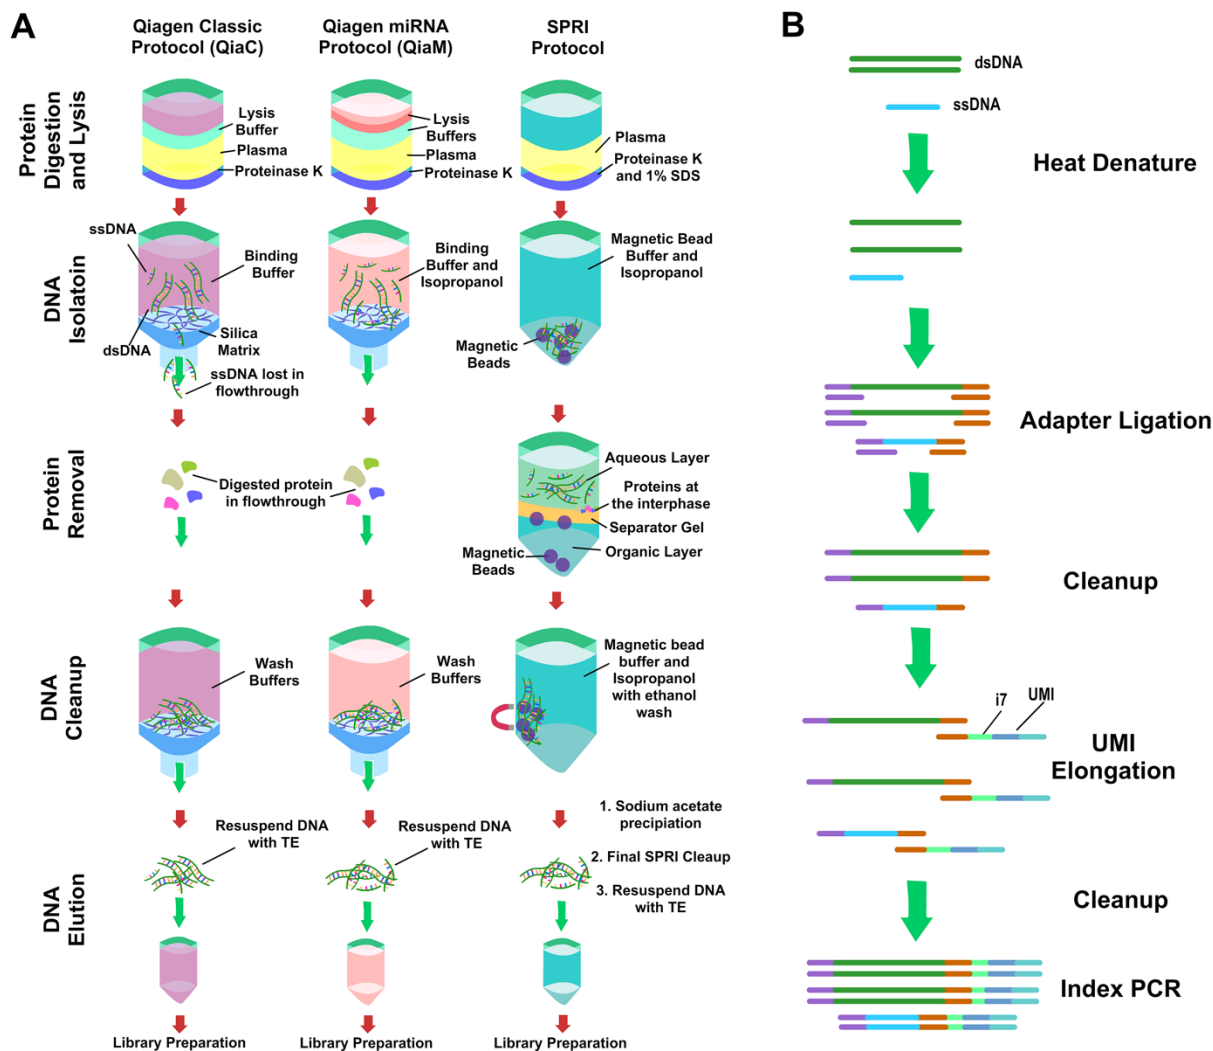 A
Qiagen Classic
Protocol (QiaC)
Qiagen miRNA
Protocol (QiaM)
SPRI
Protocol
Protein
Digestion
and Lysis
Lysis
Buffer
Plasma
Proteinase K
Lysis
Buffers
Plasma
Proteinase K
Plasma
Proteinase K
and 1% SDS
DNA
Isolatoin
ssDNA
Binding
Buffer
dsDNA
Silica
Matrix
ssDNA lost in
flowthrough
Binding
Buffer and
Isopropanol
Magnetic Bead
Buffer and
Isopropanol
Magnetic
Beads
Protein
Removal
Digested protein
in flowthrough
Aqueous Layer
Proteins at
the interphase
Separator Gel
Organic Layer
Magnetic
Beads
DNA
Cleanup
Wash
Buffers
Wash
Buffers
Magnetic bead
buffer and
Isopropanol
with ethanol
wash
DNA
Elution
Resuspend DNA
with TE
Resuspend DNA
with TE
1. Sodium acetate
precipiation
2. Final SPRI Cleaup
3. Resuspend DNA
with TE
Library Preparation
Library Preparation
Library Preparation
B
dsDNA
ssDNA
Heat Denature
Adapter Ligation
Cleanup
i7
UMI
UMI
Elongation
Cleanup
Index PCR